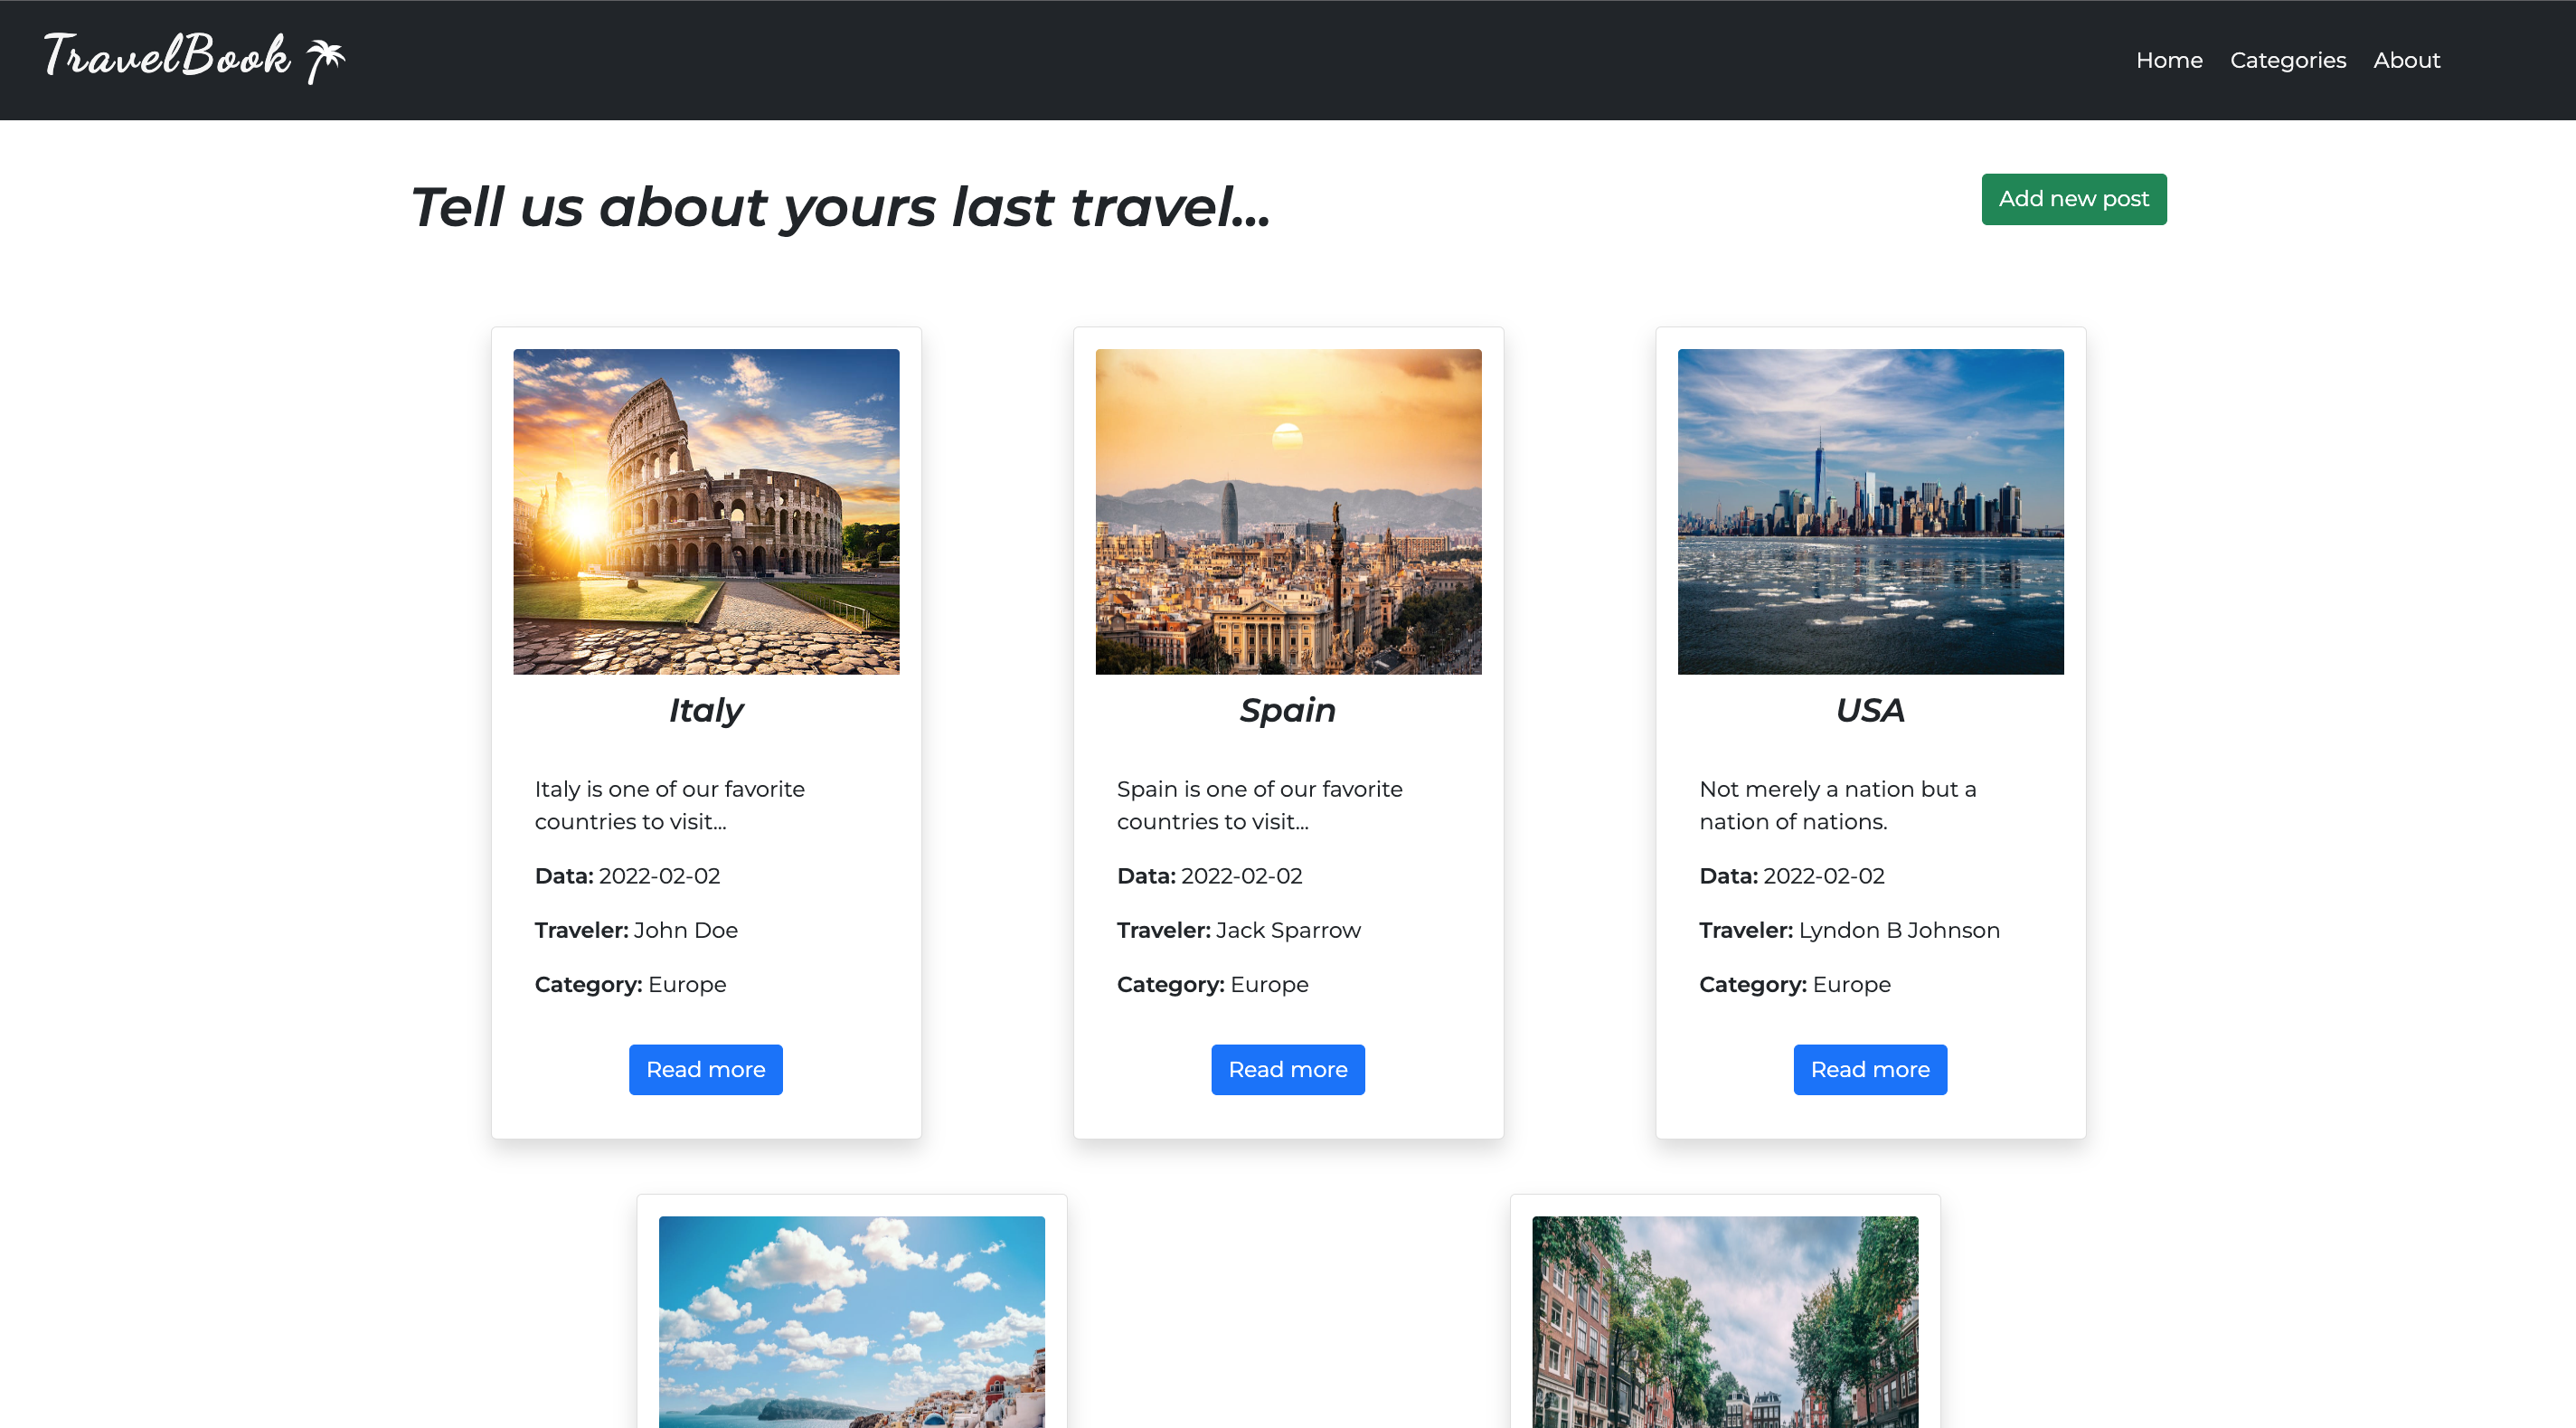 TravelBook
Home Categories About
Tell us about yours last travel...
Add new post
Italy
Italy is one of our favorite
countries to visit...
Data: 2022-02-02
Traveler: John Doe
Category: Europe
Read more
Spain
Spain is one of our favorite
countries to visit...
Data: 2022-02-02
Traveler: Jack Sparrow
Category: Europe
Read more
USA
Not merely a nation but a
nation of nations.
Data: 2022-02-02
Traveler: Lyndon B Johnson
Category: Europe
Read more